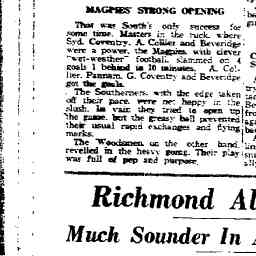 MAGPIES' STRONG OPENING
That was South's only success for
some time. Masters in the ruck, where
Syd. Coventry, A. Collier and Beveridge
were a power, the Magpies with clever
"wet-weather" football, slammed on 4
goals 1 behind in 10 minutes. A. Col-
lier, Pannam, G. Coventry and Beveridge
got the goals.
The Southerners, with the edge taken
off their pace, were not happy in the
slush. In vain they tried to open up
the game, but the greasy ball prevented
their usual rapid exchanges and flying
marks.
The Woodsmen on the other hand,
revelled in the heavy going. Their play
was full of pep and purpose.
Richmond Al
Much Sounder In A